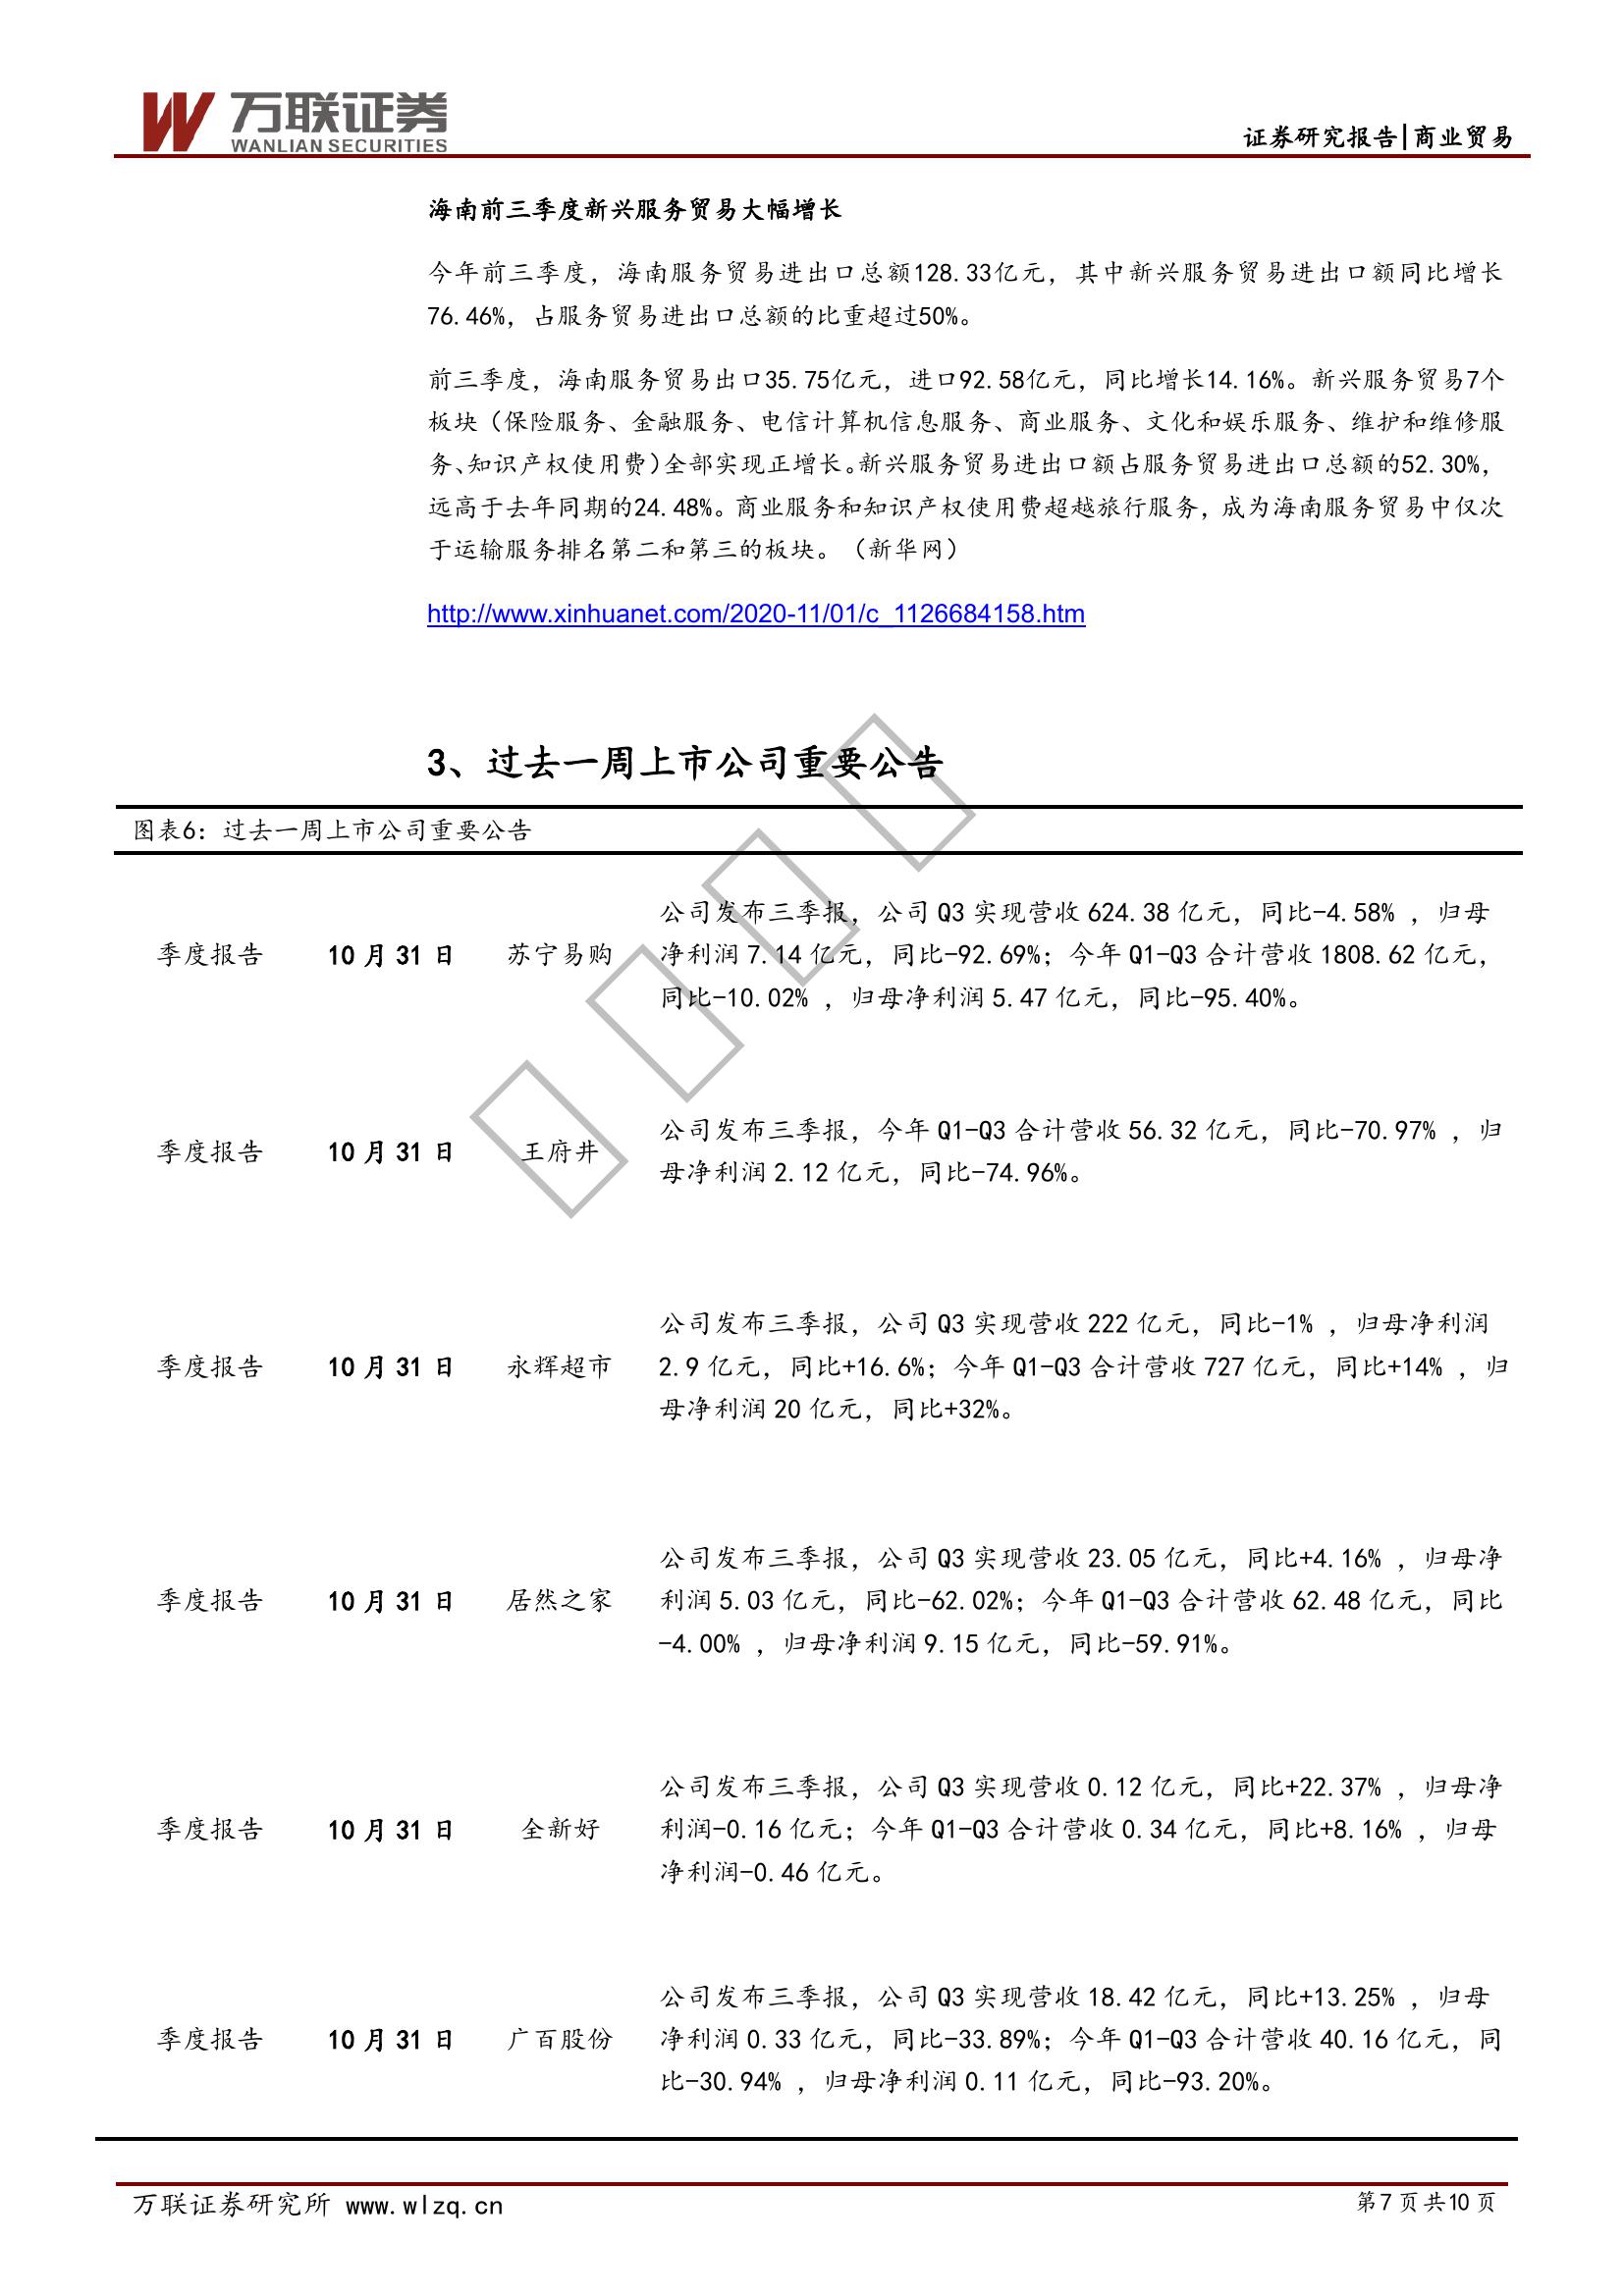 万联证券
WANLIAN SECURITIES
证券研究报告|商业贸易
海南前三季度新兴服务贸易大幅增长
今年前三季度，海南服务贸易进出口总额128.33亿元，其中新兴服务贸易进出口额同比增长
76.46%，占服务贸易进出口总额的比重超过50%。
前三季度，海南服务贸易出口35.75亿元，进口92.58亿元，同比增长14.16%。新兴服务贸易7个
板块（保险服务、金融服务、电信计算机信息服务、商业服务、文化和娱乐服务、维护和维修服
务、知识产权使用费）全部实现正增长。新兴服务贸易进出口额占服务贸易进出口总额的52.30%，
远高于去年同期的24.48%。商业服务和知识产权使用费超越旅行服务，成为海南服务贸易中仅次
于运输服务排名第二和第三的板块。（新华网）
http://www.xinhuanet.com/2020-11/01/c_1126684158.htm
3、过去一周上市公司重要公告
图表6：过去一周上市公司重要公告
季度报告 10月31日 苏宁易购
公司发布三季报，公司Q3实现营收624.38亿元，同比-4.58% ，归母
净利润7.14亿元，同比-92.69%；今年Q1-Q3合计营收1808.62亿元，
同比-10.02% ，归母净利润5.47亿元，同比-95.40%。
季度报告 10月31日 王府井
公司发布三季报，今年Q1-Q3合计营收56.32亿元，同比-70.97% ，归
母净利润2.12亿元，同比-74.96%。
季度报告 10月31日 永辉超市
公司发布三季报，公司Q3实现营收222亿元，同比-1% ，归母净利润
2.9亿元，同比+16.6%；今年Q1-Q3合计营收727亿元，同比+14% ，归
母净利润20亿元，同比+32%。
季度报告 10月31日 居然之家
公司发布三季报，公司Q3实现营收23.05亿元，同比+4.16% ，归母净
利润5.03亿元，同比-62.02%；今年Q1-Q3合计营收62.48亿元，同比
-4.00% ，归母净利润9.15亿元，同比-59.91%。
季度报告 10月31日 全新好
公司发布三季报，公司Q3实现营收0.12亿元，同比+22.37% ，归母净
利润-0.16亿元；今年Q1-Q3合计营收0.34亿元，同比+8.16% ，归母
净利润-0.46亿元。
季度报告 10月31日 广百股份
公司发布三季报，公司Q3实现营收18.42亿元，同比+13.25% ，归母
净利润0.33亿元，同比-33.89%；今年Q1-Q3合计营收40.16亿元，同
比-30.94% ，归母净利润0.11亿元，同比-93.20%。
万联证券研究所 www.wlzq.cn
第7页共10页